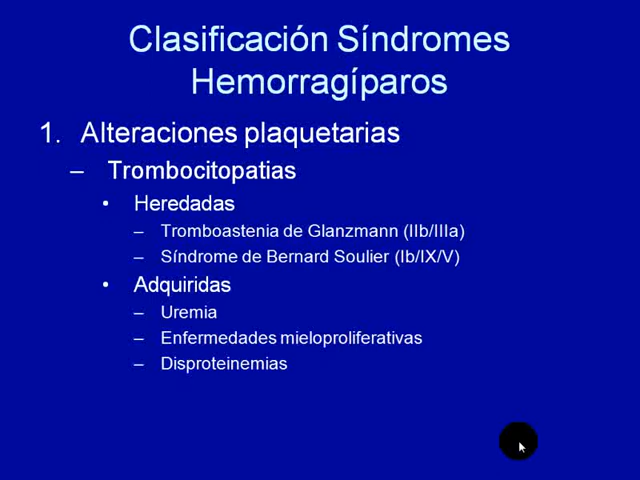 Clasificación Síndromes
Hemorragíparos
1. Alteraciones plaquetarias
– Trombocitopatias
• Heredadas
– Tromboastenia de Glanzmann (IIb/IIIa)
– Síndrome de Bernard Soulier (Ib/IX/V)
• Adquiridas
– Uremia
– Enfermedades mieloproliferativas
– Disproteinemias